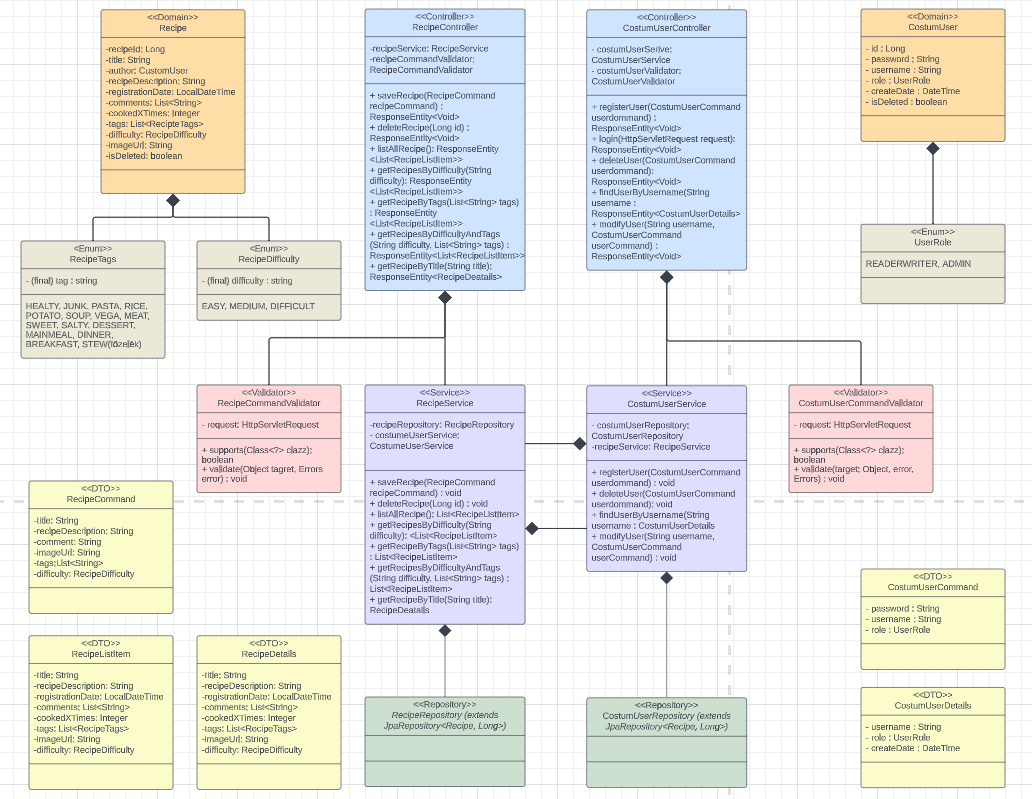 <<Domain>>
Recipe
-recipeId; Long
-title: String
-author: CustomUser
-recipeDescription; String
-registrationDate: LocalDateTime
-comments: List<String>
-cookedXTimes: Integer
-tags: List<RecipteTags>
-difficulty: RecipeDifficulty
-imageUrl: String
-isDeleted: boolean
<<Controller>>
RecipeController
-recipeService: RecipeService
-recipeCommandValidator;
RecipeCommandValidator
+ saveRecipe(RecipeCommand
recipeCommand) :
ResponseEntity<Void>
+ deleteRecipe(Long id) :
ResponseEntity<Void>
+ listAllRecipe(): ResponseEntity
<List<RecipeListItem>>
+ getRecipesByDifficulty(String
difficulty): ResponseEntity
<List<RecipeListItem>>
+ getRecipeByTags(List<String> tags)
: ResponseEntity
<List<RecipeListItem>>
+ getRecipesByDifficultyAndTags
(String difficulty, List<String> tags) :
ResponseEntity<List<RecipeListItem>>
+ getRecipeByTitle(String title);
ResponseEntity<RecipeDeatails>
<<Controller>>
CostumUserController
- costumUserSerive;
CostumUserService
- costumUserValidator:
CostumUserValidator
+ registerUser(CostumUserCommand
userdommand) :
ResponseEntity<Void>
+ login(HttpServletRequest request):
ResponseEntity<Void>
+ deleteUser(CostumUserCommand
userdommand):
ResponseEntity<Void>
+ findUserByUsername(String
username :
ResponseEntity<CostumUserDetails>
+ modifyUser(String username,
CostumUserCommand
userCommand) :
ResponseEntity<Void>
<<Domain>>
CostumUser
- id : Long
- password ; String
- username ; String
- role : UserRole
- createDate ; DateTime
- isDeleted : boolean
<Enum>
RecipeTags
- (final) tag : string
HEALTY, JUNK, PASTA, RICE,
POTATO, SOUP, VEGA, MEAT,
SWEET, SALTY, DESSERT,
MAINMEAL, DINNER,
BREAKFAST, STEW(főzelék)
<Enum>
RecipeDifficulty
- (final) difficulty : string
EASY, MEDIUM, DIFFICULT
<<Enum>
UserRole
READERWRITER, ADMIN
<<Validator>>
RecipeCommandValidator
- request: HttpServletRequest
+ supports(Class<?> clazz);
boolean
+ validate(Object tagret, Errors
error) : void
<<Service>>
RecipeService
-recipeRepository: RecipeRepository
- costumeUserService;
CostumeUserService
+ saveRecipe(RecipeCommand
recipeCommand) : void
+ deleteRecipe(Long id) : void
+ listAllRecipe(); List<RecipeListItem>
+ getRecipesByDifficulty(String
difficulty): <List<RecipeListItem>
+ getRecipeByTags(List<String> tags)
: List<RecipeListItem>
+ getRecipesByDifficultyAndTags
(String difficulty, List<String> tags) ;
List<RecipeListItem>
+ getRecipeByTitle(String title);
RecipeDeatails
<<Service>>
CostumUserService
- costumUserRepository;
CostumUserRepository
-recipeService: RecipeService
+ registerUser(CostumUserCommand
userdommand) : void
+ deleteUser(CostumUserCommand
userdommand): void
+ findUserByUsername(String
username : CostumUserDetails
+ modifyUser(String username,
CostumUserCommand
userCommand) : void
<<Validator>>
CostumUserCommandValidator
- request: HttpServletRequest
+ supports(Class<?> clazz);
boolean
+ validate(target; Object, error,
Errors) : void
<<DTO>>
RecipeCommand
-title: String
-recipeDescription; String
-comment: String
-imageUrl: String
-tags:List<String>
-difficulty: RecipeDifficulty
<<DTO>>
RecipeListItem
-title; String
-recipeDescription: String
-registrationDate: LocalDateTime
-comments; List<String>
-cookedXTimes: Integer
-tags: List<RecipeTags>
-imageUrl: String
-difficulty: RecipeDifficulty
<<DTO>>
RecipeDetails
-title; String
-recipeDescription: String
-registrationDate: LocalDateTime
-comments; List<String>
-cookedXTimes: Integer
-tags: List<RecipeTags>
-imageUrl: String
-difficulty: RecipeDifficulty
<<Repository>>
RecipeRepository (extends
JpaRepository<Recipe, Long>)
<<Repository>>
CostumUserRepository (extends
JpaRepository<Recipe, Long>)
<<DTO>>
CostumUserCommand
- password ; String
- username ; String
- role : UserRole
<<DTO>>
CostumUserDetails
- username ; String
- role : UserRole
- createDate : DateTime